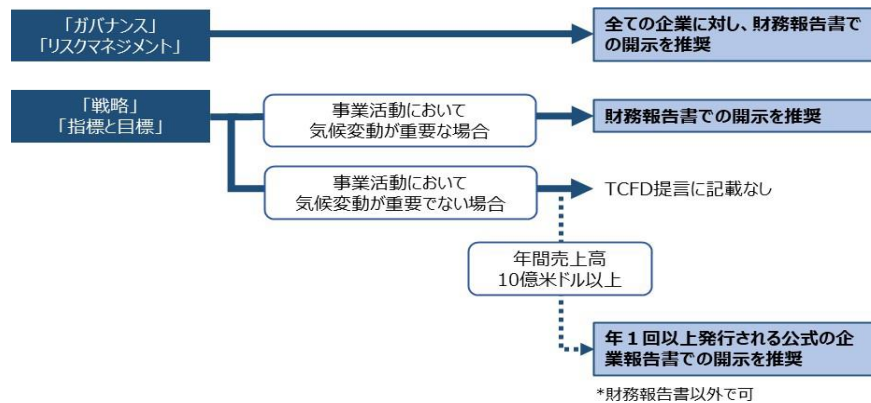 「ガバナンス」
「リスクマネジメント」
全ての企業に対し、財務報告書で
の開示を推奨
「戦略」
「指標と目標」
事業活動において
気候変動が重要な場合
財務報告書での開示を推奨
事業活動において
気候変動が重要でない場合
TCFD提言に記載なし
年間売上高
10億米ドル以上
年１回以上発行される公式の企
業報告書での開示を推奨
*財務報告書以外で可